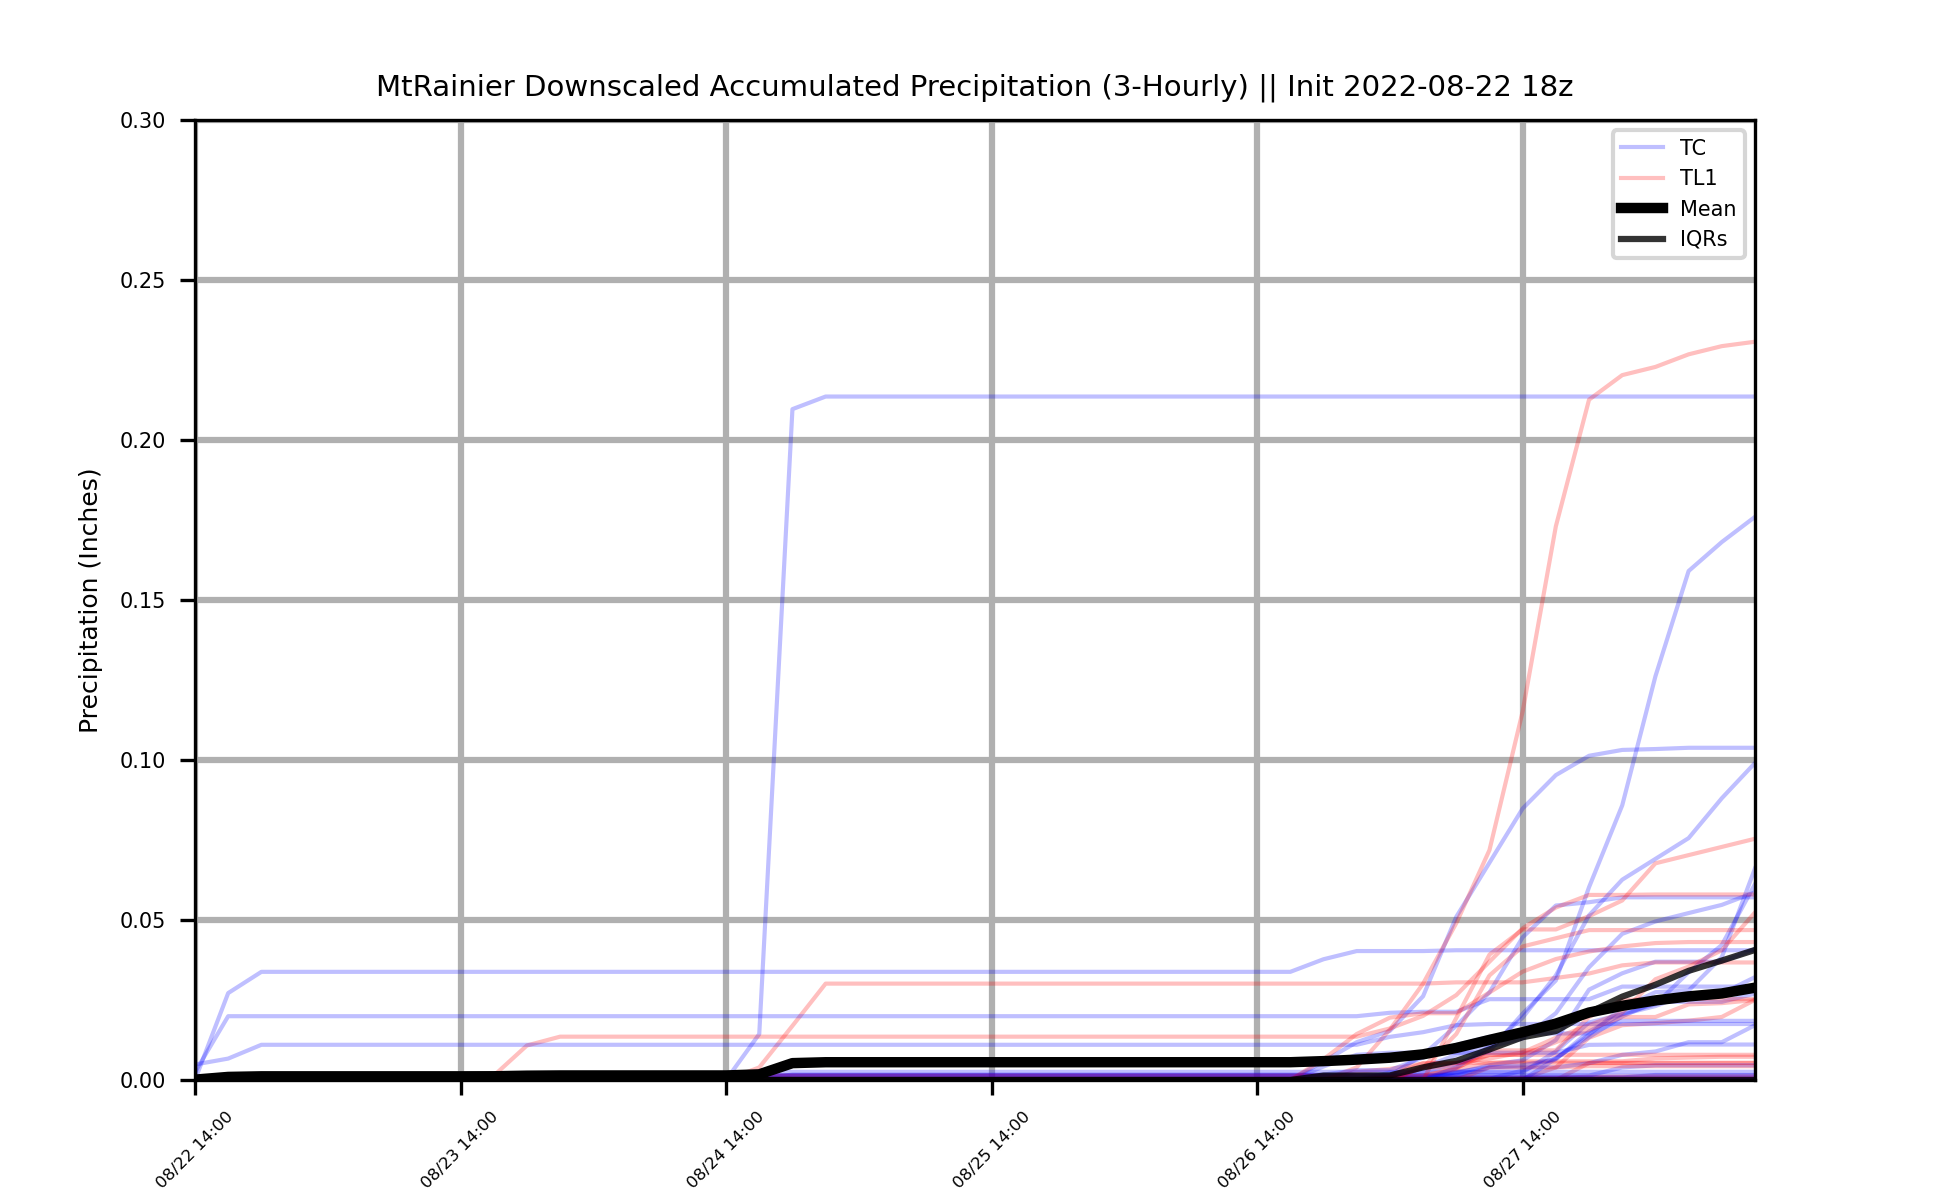 MtRainier Downscaled Accumulated Precipitation (3-Hourly) || Init 2022-08-22 18z
TC
TL1
Mean
IQRs
Precipitation (Inches)
0.30
0.25
0.20
0.15
0.10
0.05
0.00
08/22 14:00
08/23 14:00
08/24 14:00
08/25 14:00
08/26 14:00
08/27 14:00